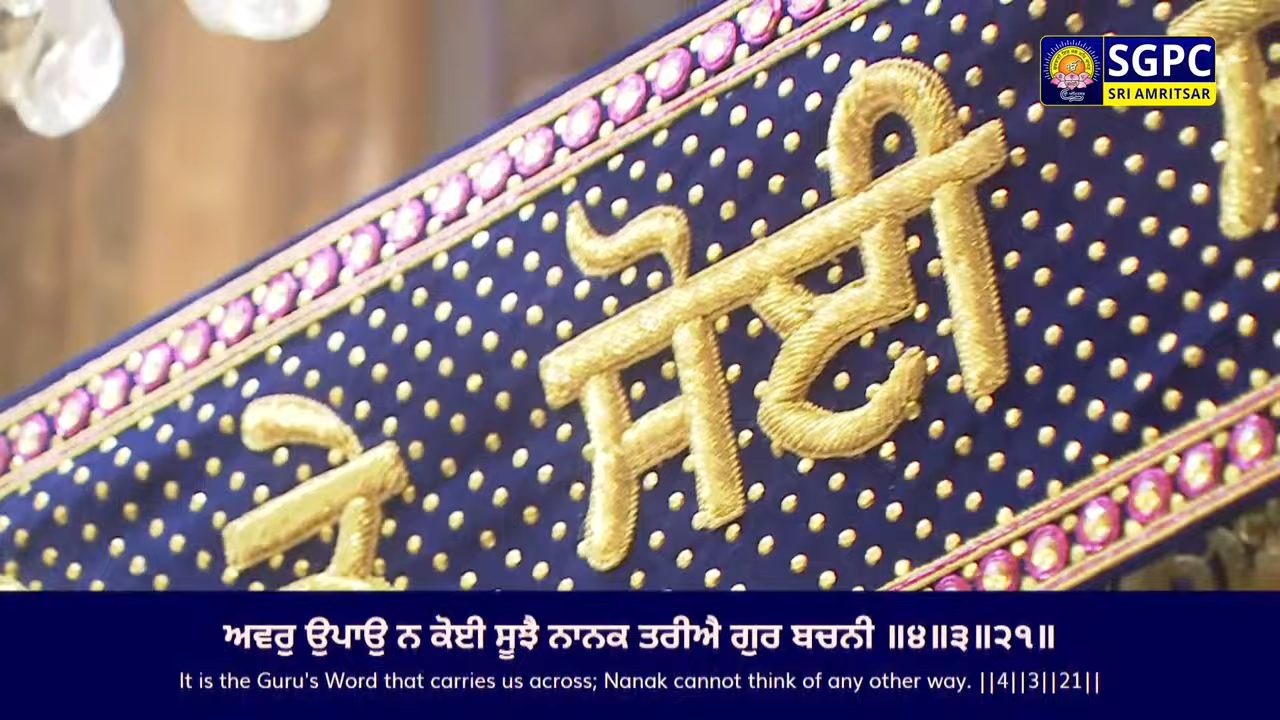 SGPC
SRI AMRITSAR
ਸੋਈ
ਅਵਰੁ ਉਪਾਉ ਨ ਕੋਈ ਸੂਝੈ ਨਾਨਕ ਤਰੀਐ ਗੁਰ ਬਚਨੀ ॥੪॥੩॥੨੧॥
It is the Guru's Word that carries us across; Nanak cannot think of any other way. ||4||3||21||